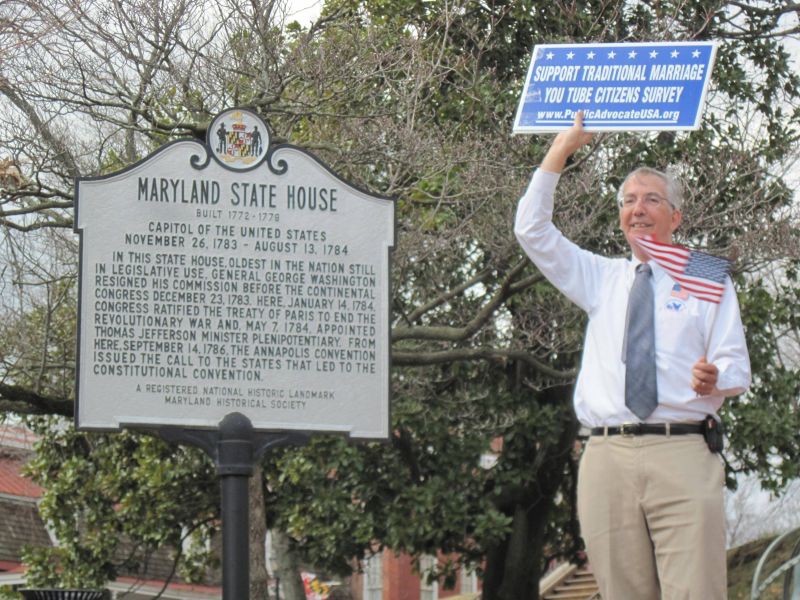 MARYLAND STATE HOUSE
BUILT 1772-1779
CAPITOL OF THE UNITED STATES
NOVEMBER 26, 1783 - AUGUST 13, 1784
IN THIS STATE HOUSE, OLDEST IN THE NATION STILL
IN LEGISLATIVE USE, GENERAL GEORGE WASHINGTON
RESIGNED HIS COMMISSION BEFORE THE CONTINENTAL
CONGRESS DECEMBER 23, 1783. HERE, JANUARY 14, 1784,
CONGRESS RATIFIED THE TREATY OF PARIS TO END THE
REVOLUTIONARY WAR AND, MAY 7, 1784, APPOINTED
THOMAS JEFFERSON MINISTER PLENIPOTENTIARY. FROM
HERE, SEPTEMBER 14, 1786, THE ANNAPOLIS CONVENTION
ISSUED THE CALL TO THE STATES THAT LED TO THE
CONSTITUTIONAL CONVENTION.
A REGISTERED NATIONAL HISTORIC LANDMARK
MARYLAND HISTORICAL SOCIETY
SUPPORT TRADITIONAL MARRIAGE
YOU TUBE CITIZENS SURVEY
www.PublicAdvocateUSA.org